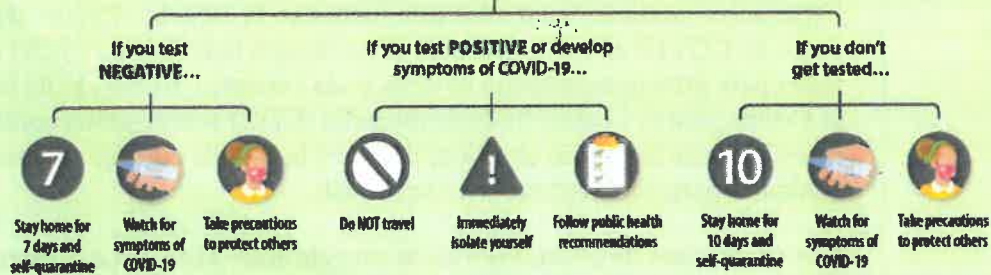 If you test
NEGATIVE...
If you test POSITIVE or develop
symptoms of COVID-19...
If you don't
get tested...
7
Stay home for
7 days and
self-quarantine
Watch for
symptoms of
COVID-19
Take precautions
to protect others
!
Do NOT travel
Immediately
isolate yourself
Follow public health
recommendations
10
Stay home for
10 days and
self-quarantine
Watch for
symptoms of
COVID-19
Take precautions
to protect others